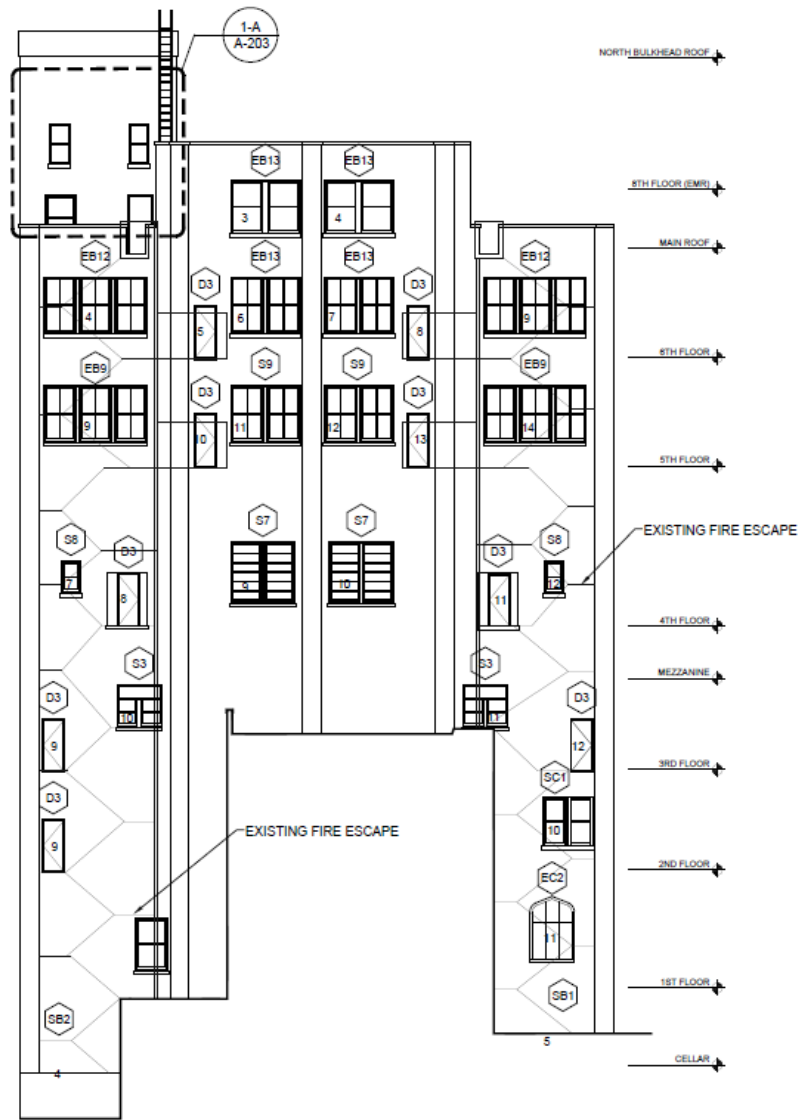 1-A
A-203
NORTH BULKHEAD ROOF
EB13
EB13
3
4
8TH FLOOR (EMR)
MAIN ROOF
EB12
EB13
EB13
EB12
D3
D3
4
5
6
7
8
9
6TH FLOOR
EB9
D3
S9
S9
D3
EB9
9
10
11
12
13
14
5TH FLOOR
S7
S7
EXISTING FIRE ESCAPE
S8
D3
D3
S8
7
8
9
10
11
12
4TH FLOOR
S3
S3
MEZZANINE
D3
D3
10
11
9
12
3RD FLOOR
SC1
D3
10
EXISTING FIRE ESCAPE
9
2ND FLOOR
EC2
11
1ST FLOOR
SB1
SB2
5
CELLAR
4